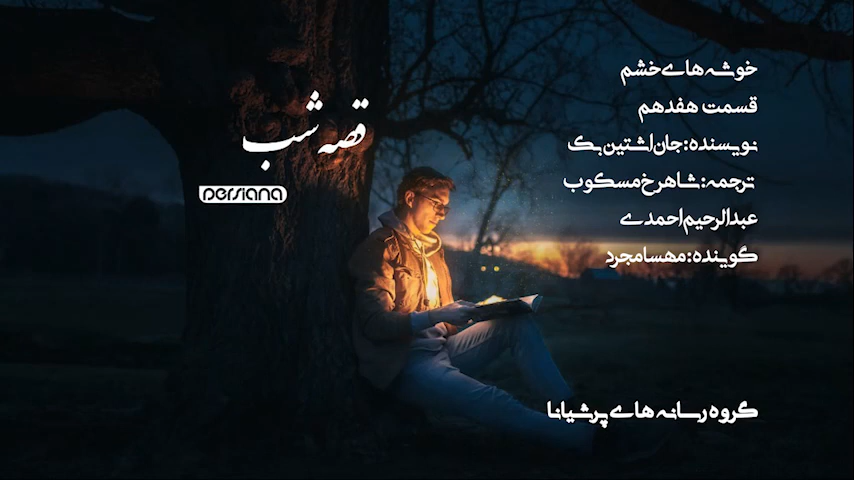 خوشه های خشم
قسمت هفدهم
نویسنده: جان اشتین بک
ترجمه: شاهرخ مسکوب
عبدالرحیم احمدی
گوینده: مهسا مجرد
قصه شب
persiana
گروه رسانه های پرشیانا